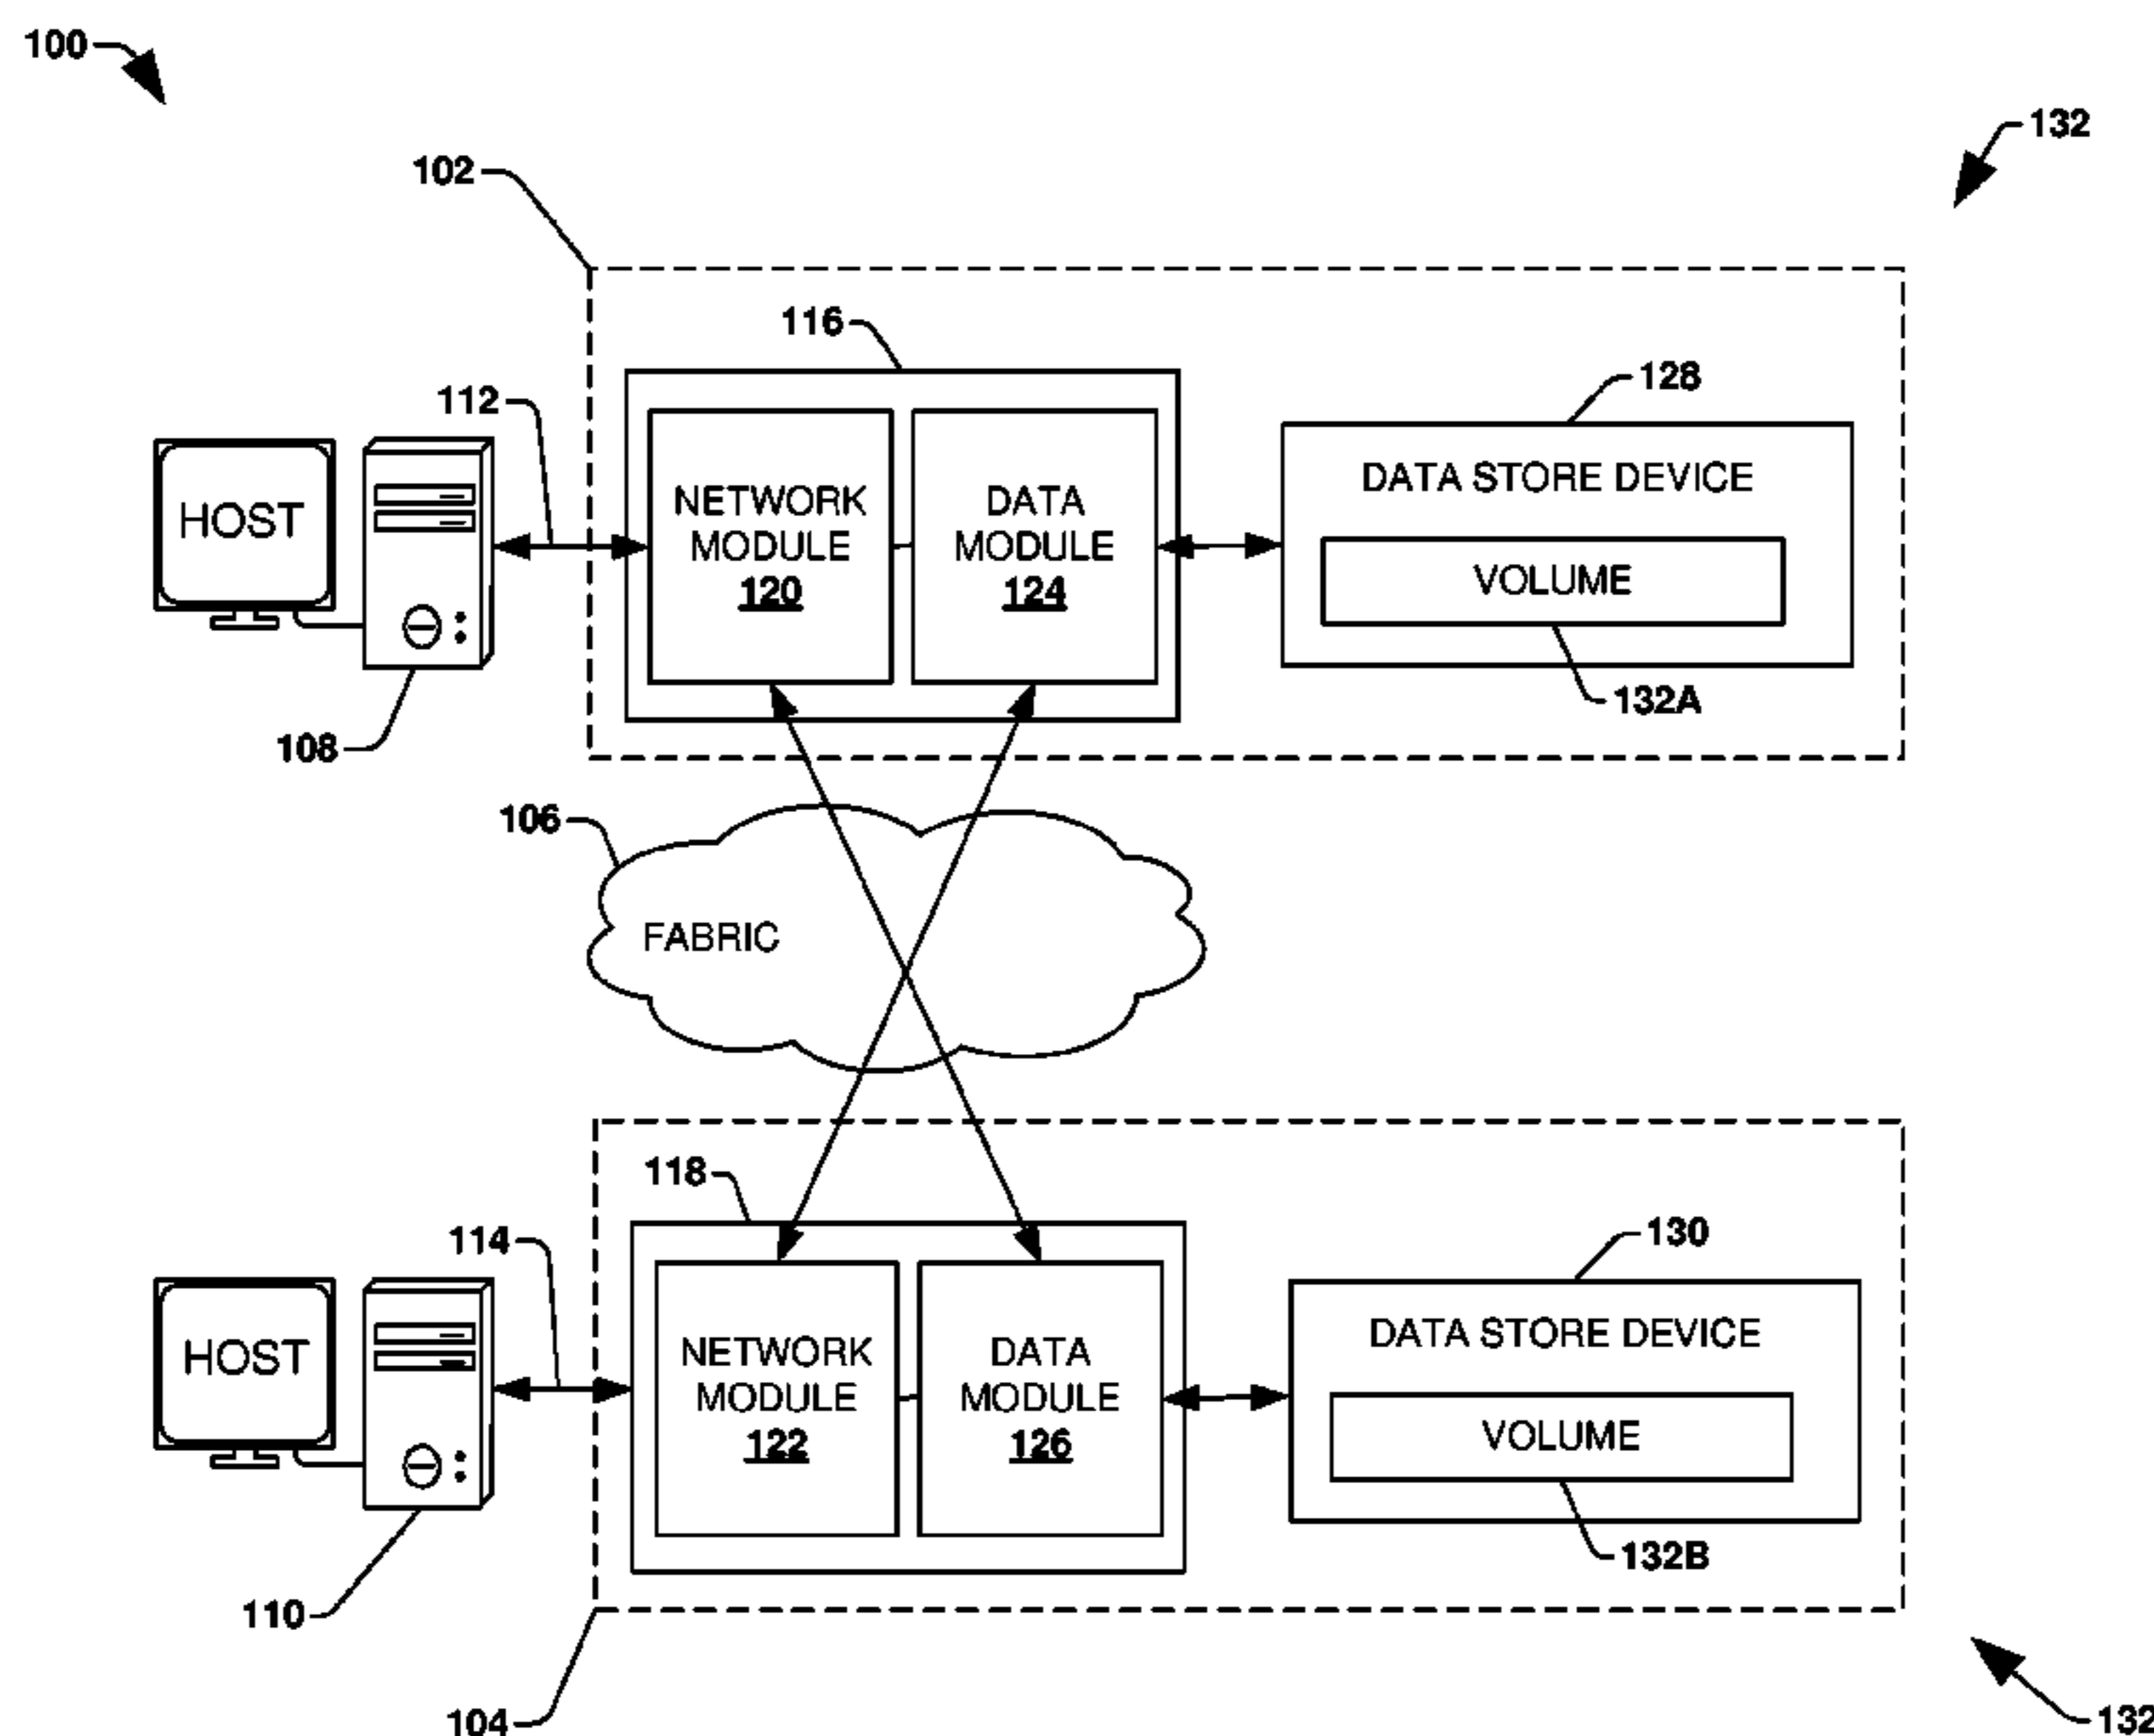 100
132
102
116
128
112
HOST
NETWORK MODULE 120
DATA MODULE 124
DATA STORE DEVICE
VOLUME
132A
108
106
FABRIC
118
130
114
HOST
NETWORK MODULE 122
DATA MODULE 126
DATA STORE DEVICE
VOLUME
132B
110
104
132